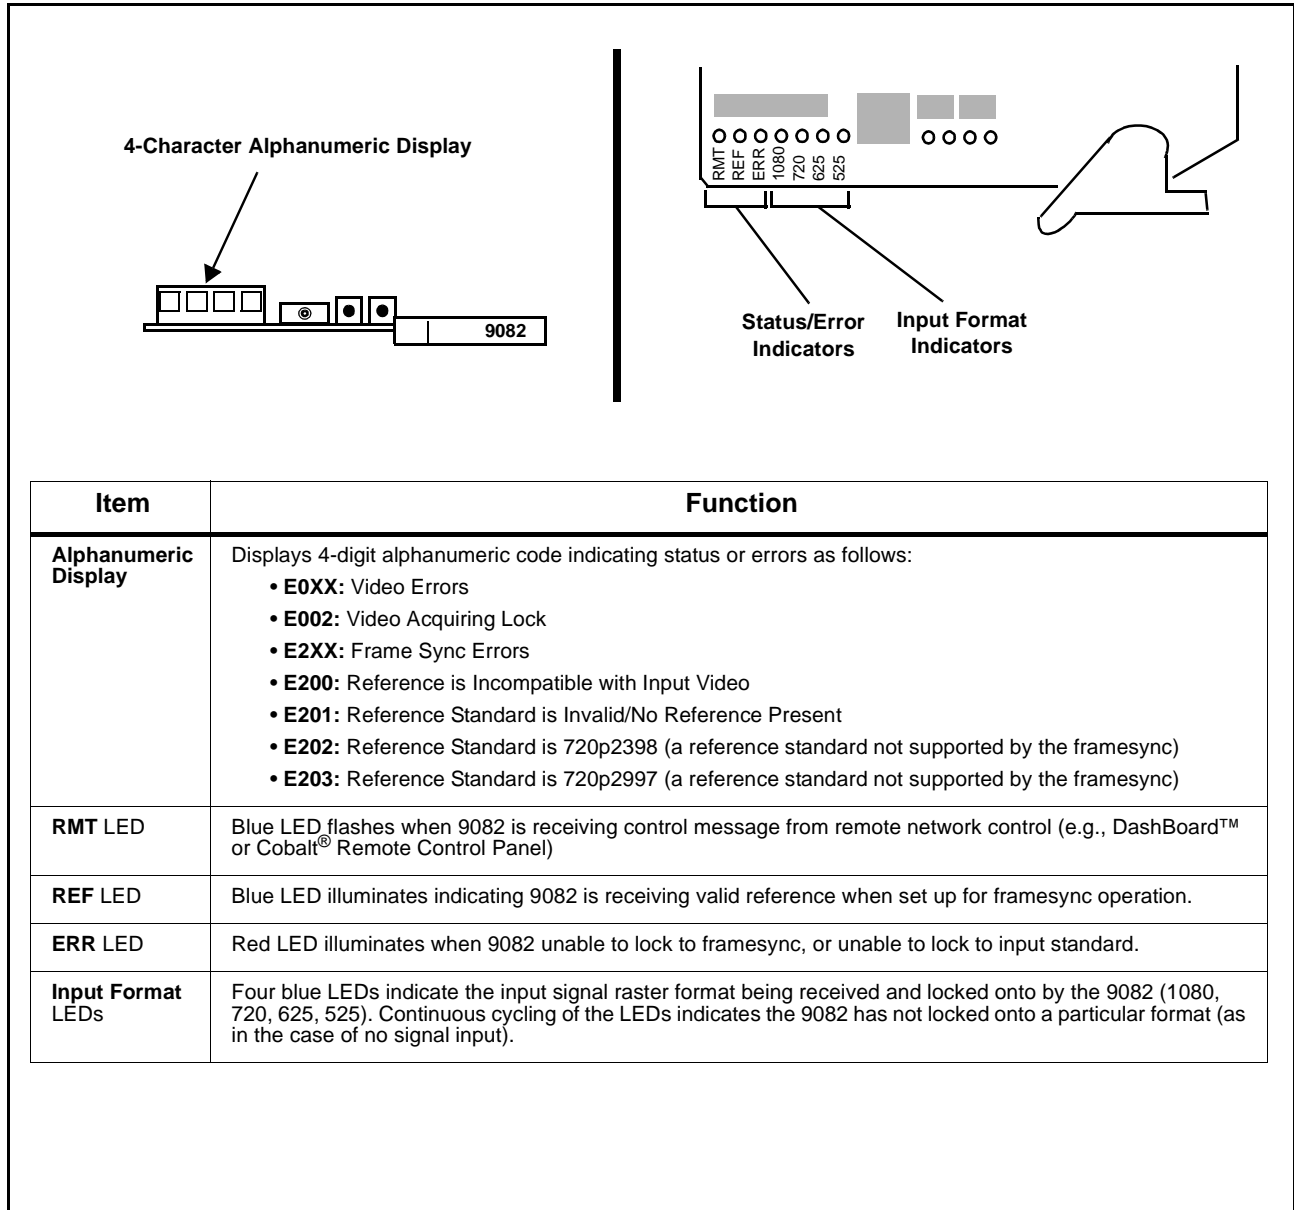 4-Character Alphanumeric Display
9082
RMT
REF
ERR
1080
720
625
525
Status/Error
Indicators
Input Format
Indicators
Item
Function
Alphanumeric
Display
Displays 4-digit alphanumeric code indicating status or errors as follows:
• E0XX: Video Errors
• E002: Video Acquiring Lock
• E2XX: Frame Sync Errors
• E200: Reference is Incompatible with Input Video
• E201: Reference Standard is Invalid/No Reference Present
• E202: Reference Standard is 720p2398 (a reference standard not supported by the framesync)
• E203: Reference Standard is 720p2997 (a reference standard not supported by the framesync)
RMT LED
Blue LED flashes when 9082 is receiving control message from remote network control (e.g., DashBoard™
or Cobalt® Remote Control Panel)
REF LED
Blue LED illuminates indicating 9082 is receiving valid reference when set up for framesync operation.
ERR LED
Red LED illuminates when 9082 unable to lock to framesync, or unable to lock to input standard.
Input Format
LEDs
Four blue LEDs indicate the input signal raster format being received and locked onto by the 9082 (1080,
720, 625, 525). Continuous cycling of the LEDs indicates the 9082 has not locked onto a particular format (as
in the case of no signal input).